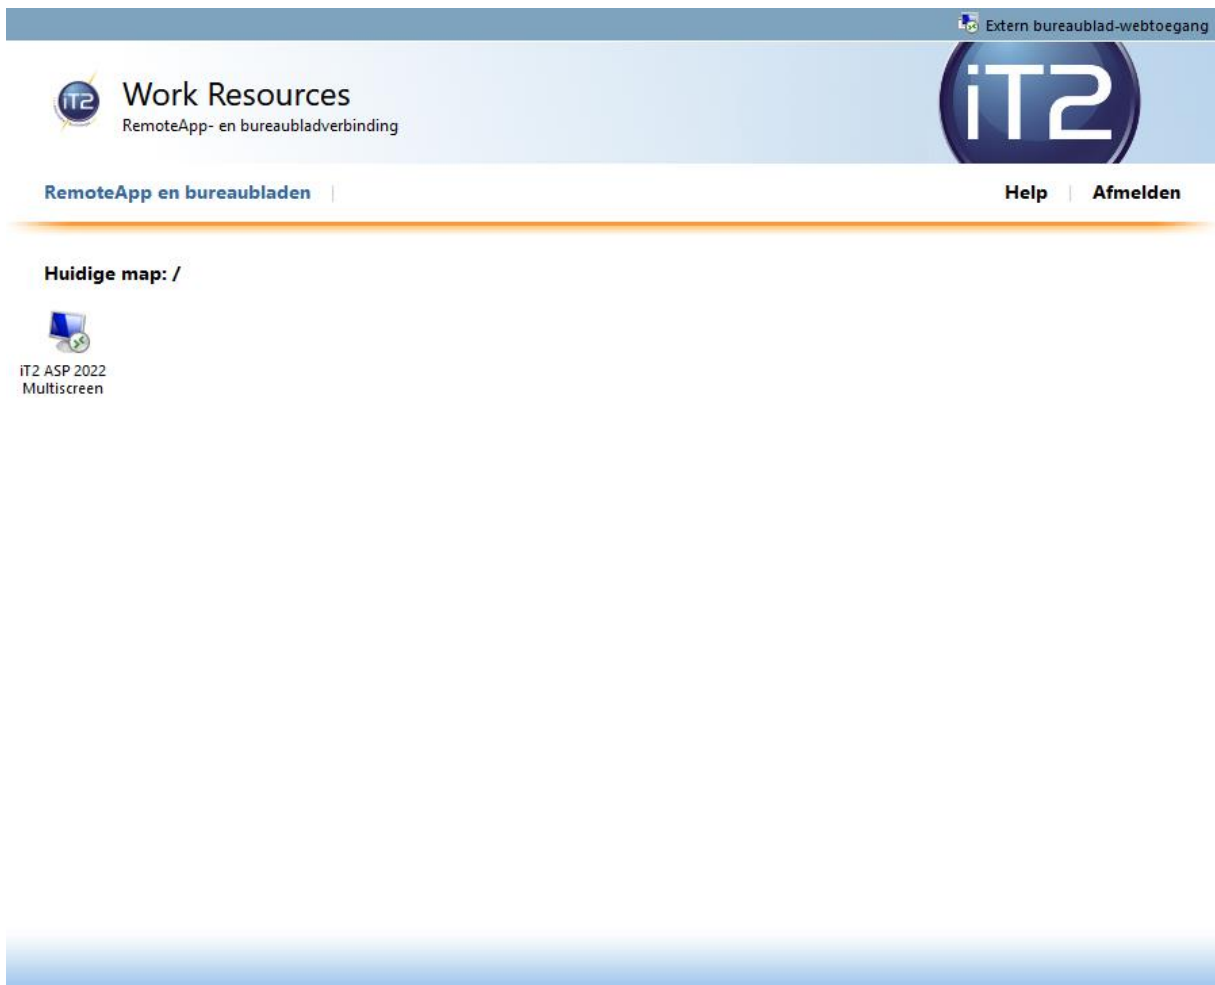 Extern bureaublad-webtoegang
iT2
Work Resources
RemoteApp- en bureaubladverbinding
iT2
RemoteApp en bureaubladen
Help
Afmelden
Huidige map: /
iT2 ASP 2022
Multiscreen